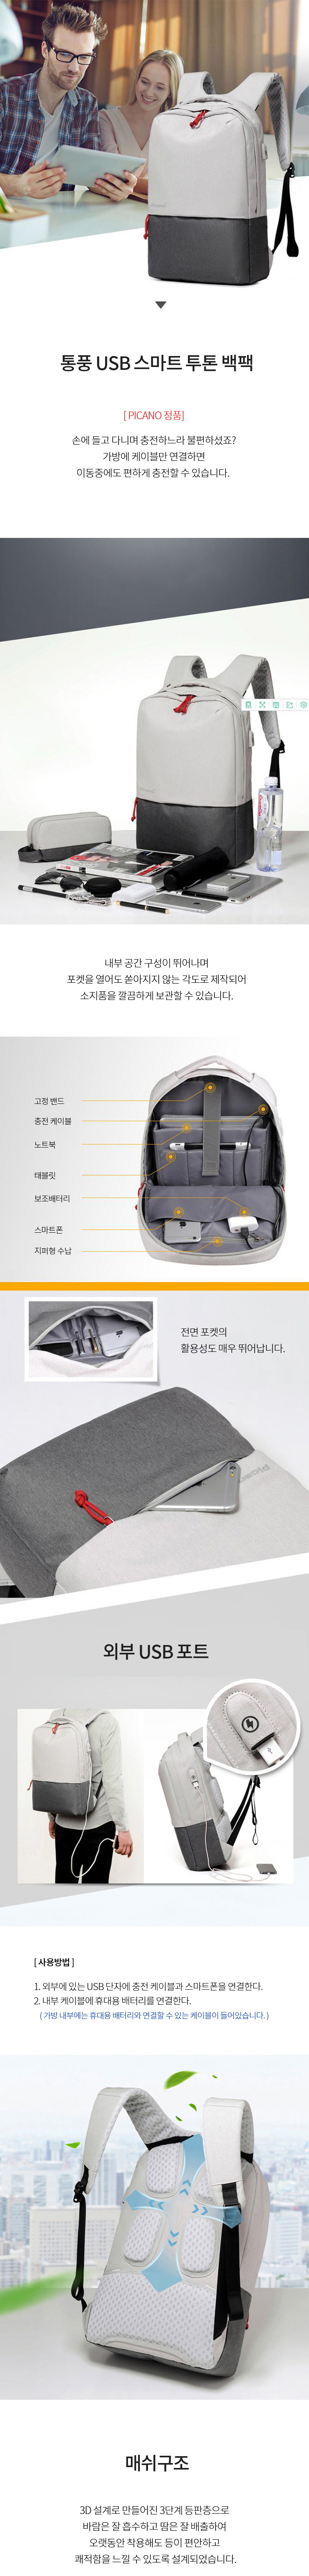 통풍 USB 스마트 투톤 백팩
[ PICANO 정품]
손에 들고 다니며 충전하느라 불편하셨죠?
가방에 케이블만 연결하면
이동중에도 편하게 충전할 수 있습니다.
내부 공간 구성이 뛰어나며
포켓을 열어도 쏟아지지 않는 각도로 제작되어
소지품을 깔끔하게 보관할 수 있습니다.
고정 밴드
충전 케이블
노트북
태블릿
보조배터리
스마트폰
지퍼형 수납
전면 포켓의
활용성도 매우 뛰어납니다.
외부 USB 포트
[ 사용방법 ]
1. 외부에 있는 USB 단자에 충전 케이블과 스마트폰을 연결한다.
2. 내부 케이블에 휴대용 배터리를 연결한다.
( 가방 내부에는 휴대용 배터리와 연결할 수 있는 케이블이 들어있습니다. )
매쉬구조
3D 설계로 만들어진 3단계 등판층으로
바람은 잘 흡수하고 땀은 잘 배출하여
오랫동안 착용해도 등이 편안하고
쾌적함을 느낄 수 있도록 설계되었습니다.